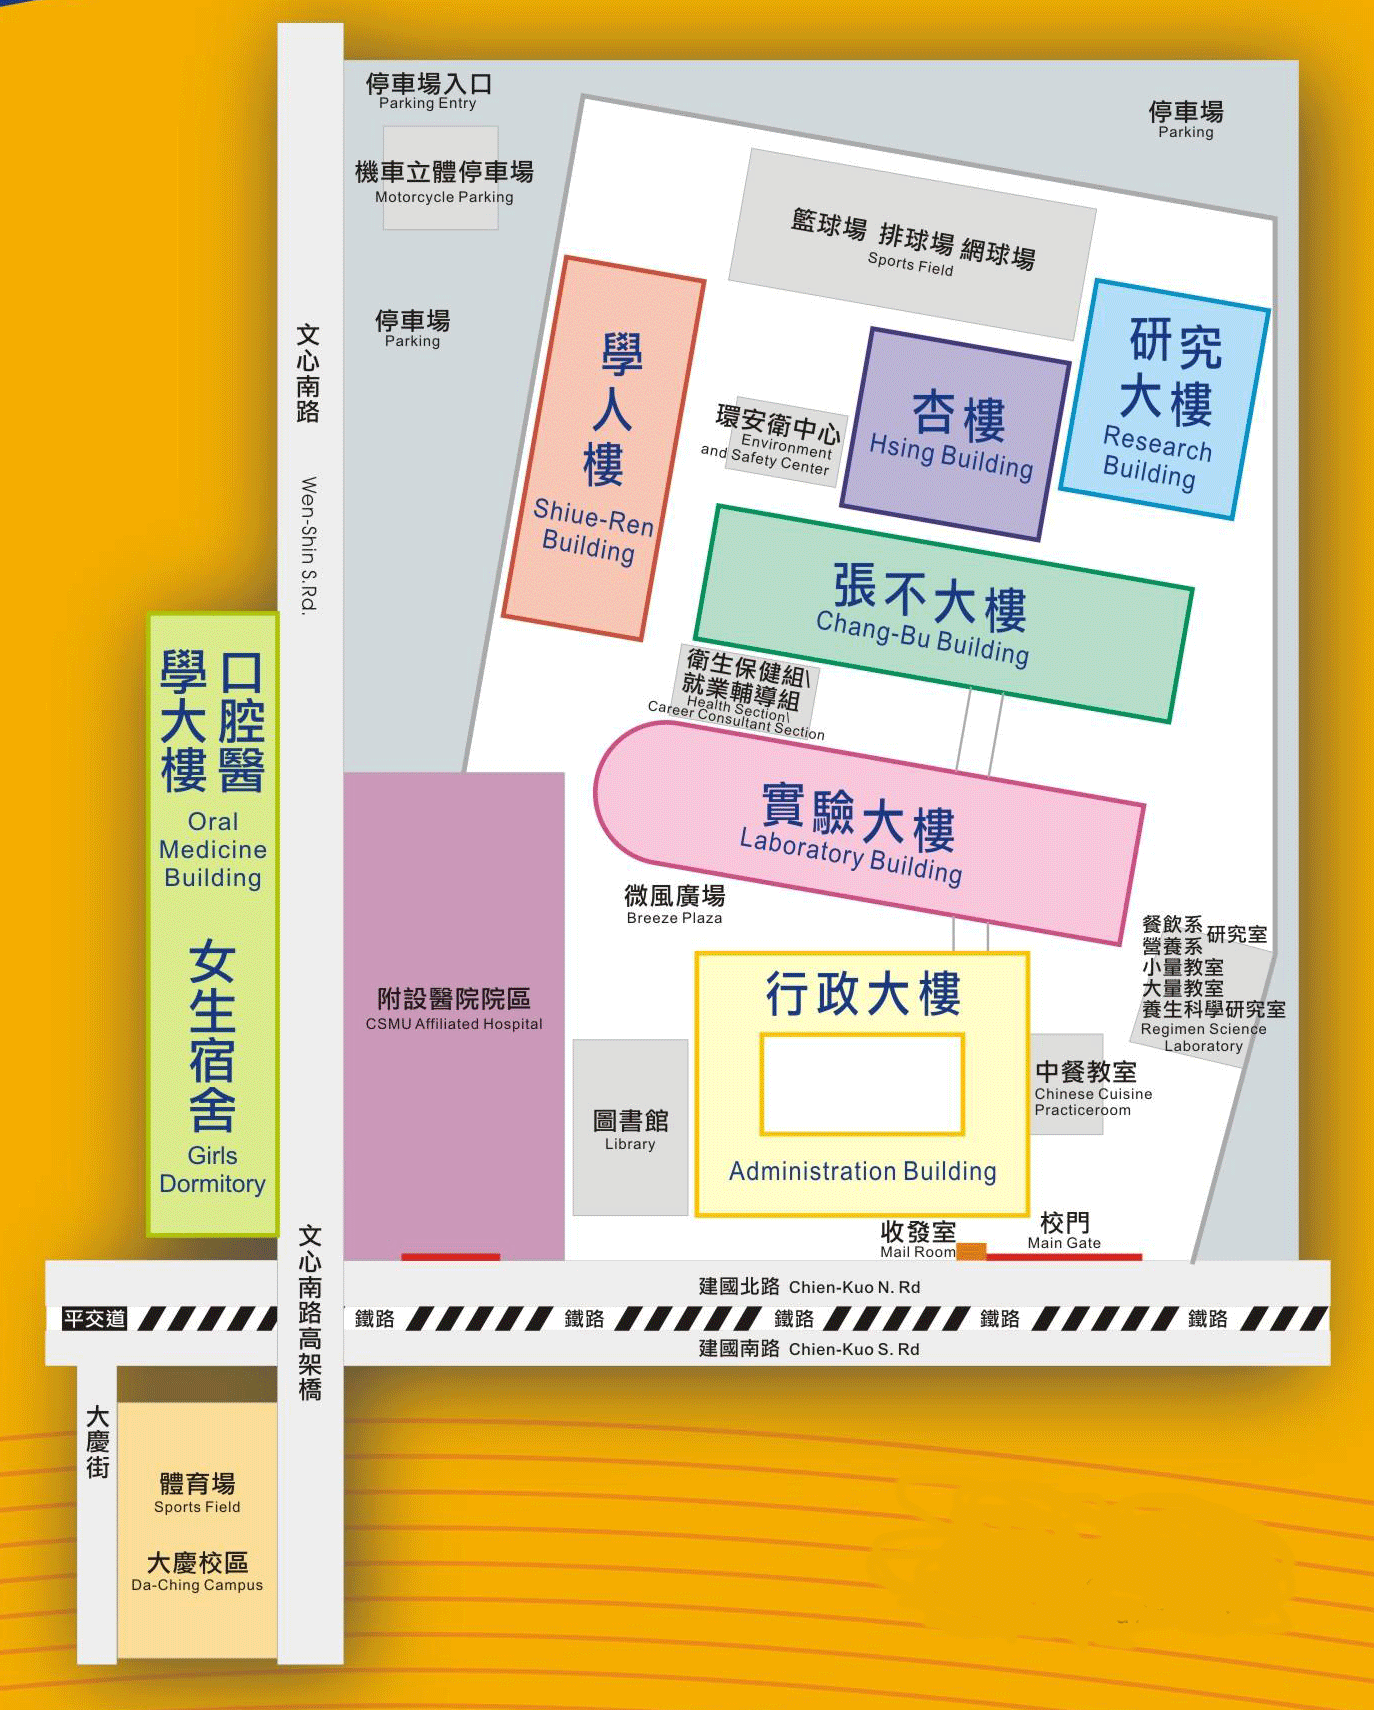 停車場入口
Parking Entry
停車場
Parking
機車立體停車場
Motorcycle Parking
籃球場 排球場 網球場
Sports Field
停車場
Parking
文心南路
Wen-Shin S.Rd.
學人樓
Shiue-Ren
Building
研究
大樓
Research
Building
杏樓
Hsing Building
環安衛中心
Environment
and Safety Center
張不大樓
Chang-Bu Building
衛生保健組\
就業輔導組
Health Section\
Career Consultant Section
口腔醫
學大樓
Oral
Medicine
Building
女生宿舍
Girls
Dormitory
實驗大樓
Laboratory Building
微風廣場
Breeze Plaza
餐飲系
營養系
研究室
小量教室
大量教室
養生科學研究室
Regimen Science
Laboratory
附設醫院院區
CSMU Affiliated Hospital
行政大樓
Administration Building
中餐教室
Chinese Cuisine
Practiceroom
圖書館
Library
收發室
Mail Room
校門
Main Gate
文心南路高架橋
建國北路 Chien-Kuo N. Rd
平交道
鐵路
鐵路
鐵路
鐵路
鐵路
建國南路 Chien-Kuo S. Rd
大慶街
體育場
Sports Field
大慶校區
Da-Ching Campus